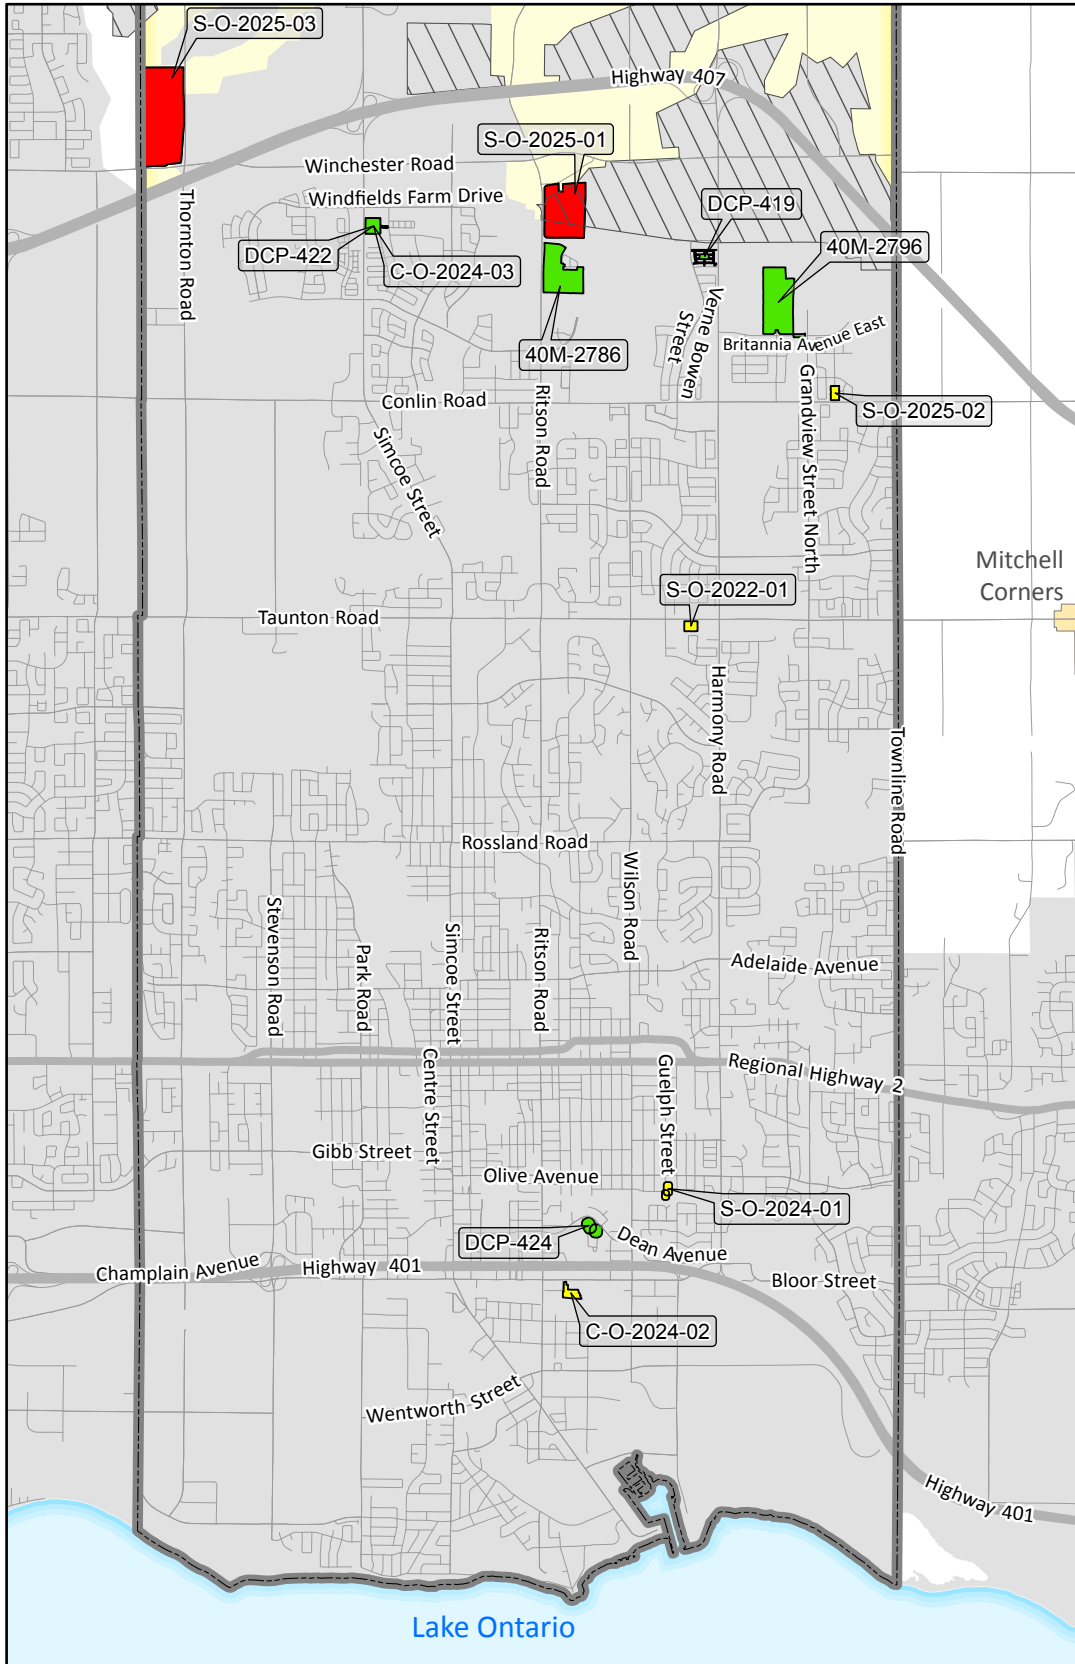 S-O-2025-03
Highway 407
S-O-2025-01
Winchester Road
Windfields Farm Drive
DCP-419
Thornton Road
DCP-422
C-O-2024-03
40M-2796
Verne Bowen
Street
Britannia Avenue East
40M-2786
Conlin Road
Ritson Road
Grandview Street North
S-O-2025-02
Simcoe Street
Mitchell
Corners
S-O-2022-01
Taunton Road
Harmony Road
Townline Road
Rossland Road
Wilson Road
Stevenson Road
Park Road
Simcoe Street
Ritson Road
Adelaide Avenue
Centre Street
Guelph Street
Regional Highway 2
Gibb Street
Olive Avenue
S-O-2024-01
DCP-424
Dean Avenue
Champlain Avenue
Highway 401
Bloor Street
C-O-2024-02
Wentworth Street
Highway 401
Lake Ontario